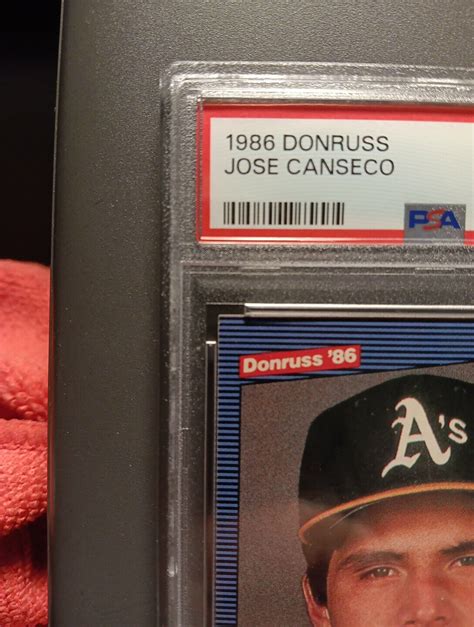 1986 DONRUSS
JOSE CANSECO
PSA
Donruss '86
A's